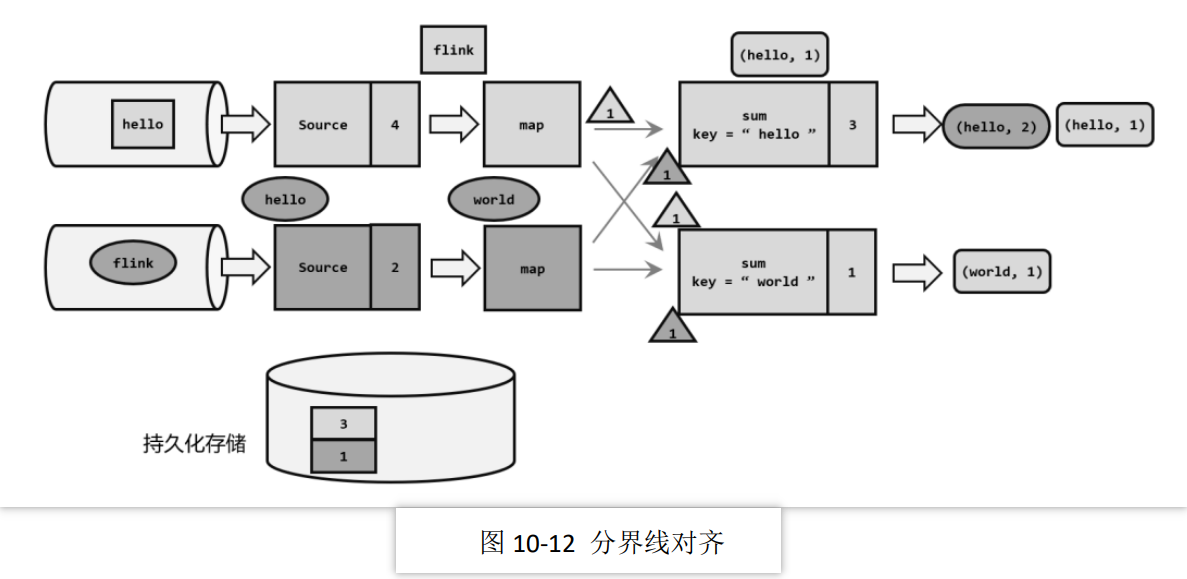 flink
(hello, 1)
hello
Source
4
map
1
sum
key = “ hello ”
3
(hello, 2)
(hello, 1)
1
hello
world
1
flink
Source
2
map
sum
key = “ world ”
1
(world, 1)
1
持久化存储
3
1
图 10-12 分界线对齐